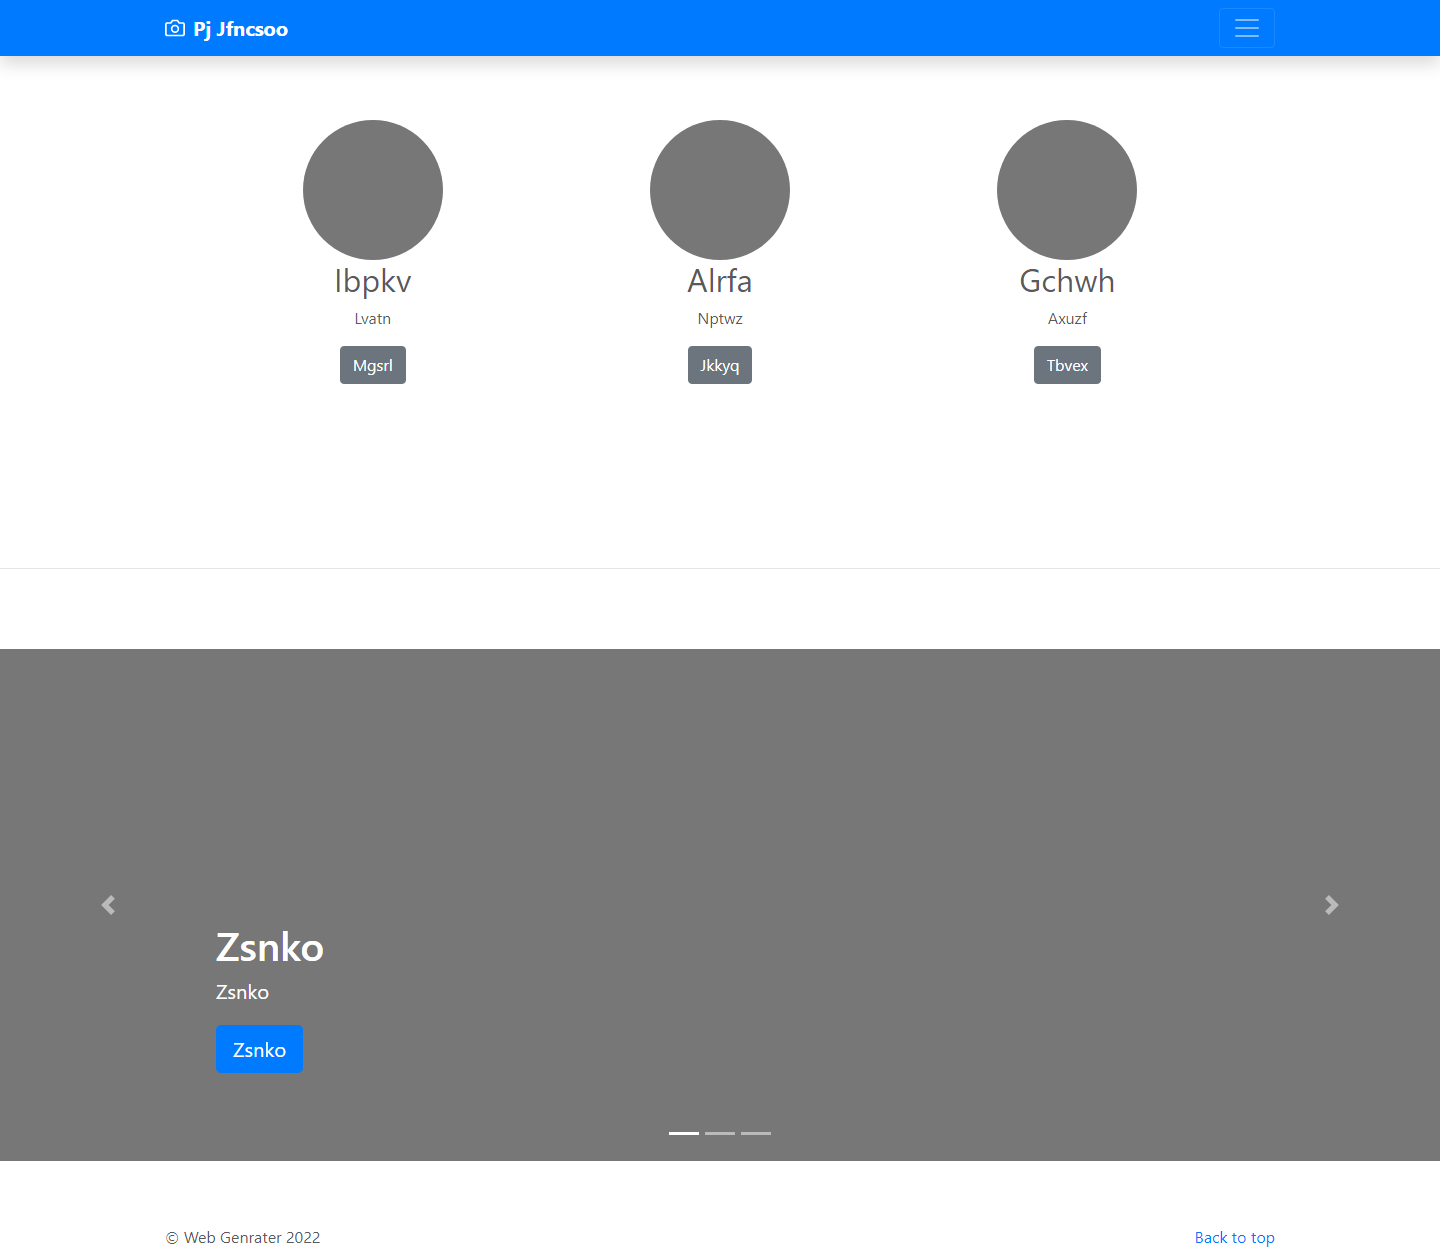 Pj Jfncsoo
Ibpkv
Lvatn
Mgsrl
Alrfa
Nptwz
Jkkyq
Gchwh
Axuzf
Tbvex
Zsnko
Zsnko
Zsnko
© Web Genrater 2022
Back to top